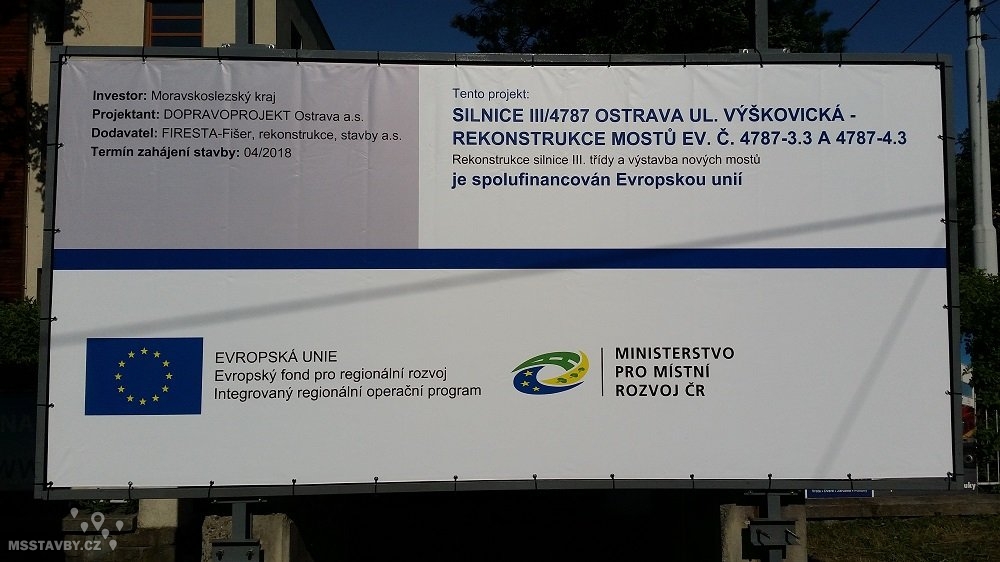 Investor: Moravskoslezský kraj
Projektant: DOPRAVOPROJEKT Ostrava a.s.
Dodavatel: FIRESTA-Fišer, rekonstrukce, stavby a.s.
Termín zahájení stavby: 04/2018
Tento projekt:
SILNICE III/4787 OSTRAVA UL. VÝŠKOVICKÁ -
REKONSTRUKCE MOSTŮ EV. Č. 4787-3.3 A 4787-4.3
Rekonstrukce silnice III. třídy a výstavba nových mostů
je spolufinancován Evropskou unií
EVROPSKÁ UNIE
Evropský fond pro regionální rozvoj
Integrovaný regionální operační program
MINISTERSTVO
PRO MÍSTNÍ
ROZVOJ ČR
MSSTAVBY.CZ